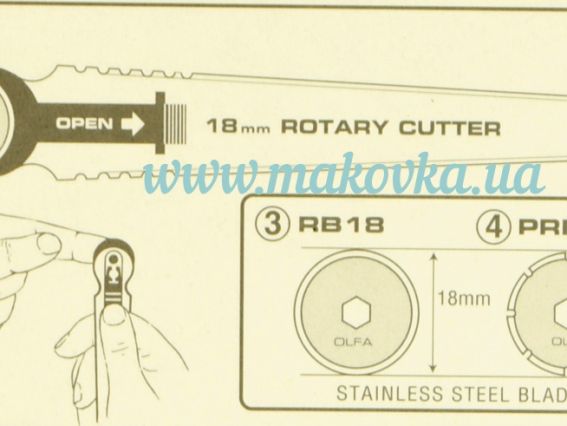 OPEN
18mm ROTARY CUTTER
www.makovka.ua
3 RB18
4
18mm
OLFA
STAINLESS STEEL